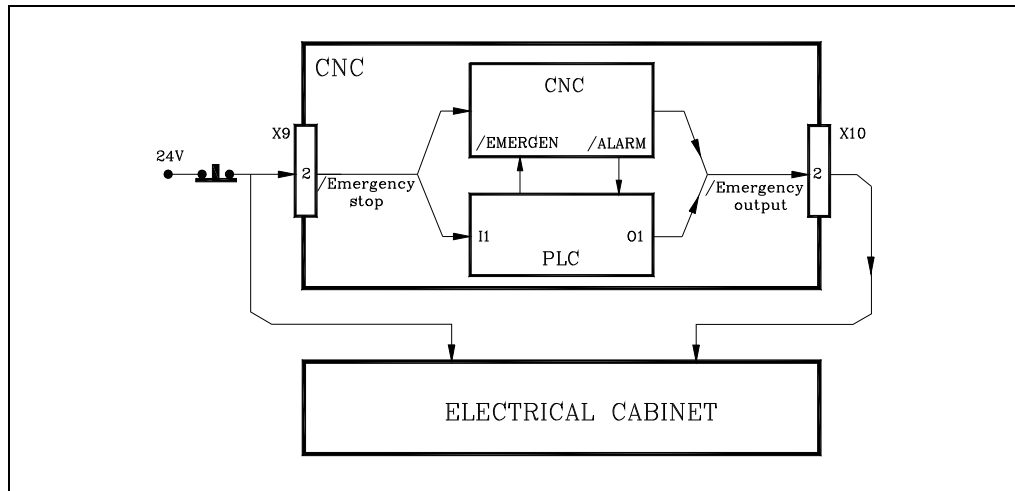 CNC
CNC
X9
X10
/EMERGEN
/ALARM
24V
2
2
/Emergency
stop
/Emergency
output
I1
O1
PLC
ELECTRICAL CABINET